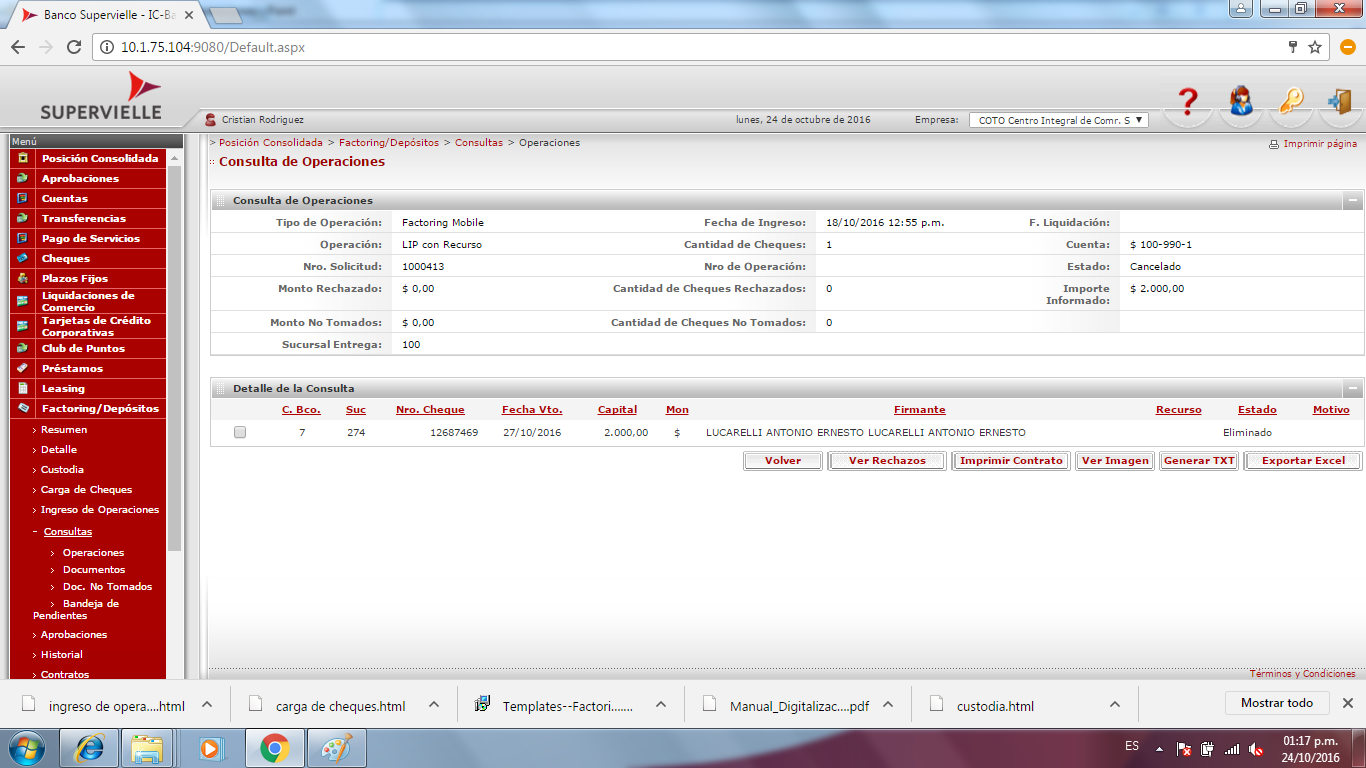 Banco Supervielle - IC-Ba
10.1.75.104:9080/Default.aspx
SUPERVIELLE
Cristian Rodriguez
lunes, 24 de octubre de 2016
Empresa:
COTO Centro Integral de Comr. S
Menú
Posición Consolidada
Aprobaciones
Cuentas
Transferencias
Pago de Servicios
Cheques
Plazos Fijos
Liquidaciones de
Comercio
Tarjetas de Crédito
Corporativas
Club de Puntos
Préstamos
Leasing
Factoring/Depósitos
› Resumen
› Detalle
› Custodia
› Carga de Cheques
› Ingreso de Operaciones
- Consultas
› Operaciones
› Documentos
› Doc. No Tomados
› Bandeja de
Pendientes
› Aprobaciones
› Historial
› Contratos
> Posición Consolidada > Factoring/Depósitos > Consultas > Operaciones
Imprimir página
Consulta de Operaciones
Consulta de Operaciones
Tipo de Operación: Factoring Mobile Fecha de Ingreso: 18/10/2016 12:55 p.m. F. Liquidación:
Operación: LIP con Recurso Cantidad de Cheques: 1 Cuenta: $ 100-990-1
Nro. Solicitud: 1000413 Nro de Operación: Estado: Cancelado
Monto Rechazado: $ 0,00 Cantidad de Cheques Rechazados: 0 Importe Informado: $ 2.000,00
Monto No Tomados: $ 0,00 Cantidad de Cheques No Tomados: 0
Sucursal Entrega: 100
Detalle de la Consulta
C. Bco. Suc Nro. Cheque Fecha Vto. Capital Mon Firmante Recurso Estado Motivo
7 274 12687469 27/10/2016 2.000,00 $ LUCARELLI ANTONIO ERNESTO LUCARELLI ANTONIO ERNESTO Eliminado
Volver Ver Rechazos Imprimir Contrato Ver Imagen Generar TXT Exportar Excel
Términos y Condiciones
ingreso de opera....html
carga de cheques.html
Templates--Factori.......
Manual_Digitalizac....pdf
custodia.html
Mostrar todo
ES
01:17 p.m.
24/10/2016